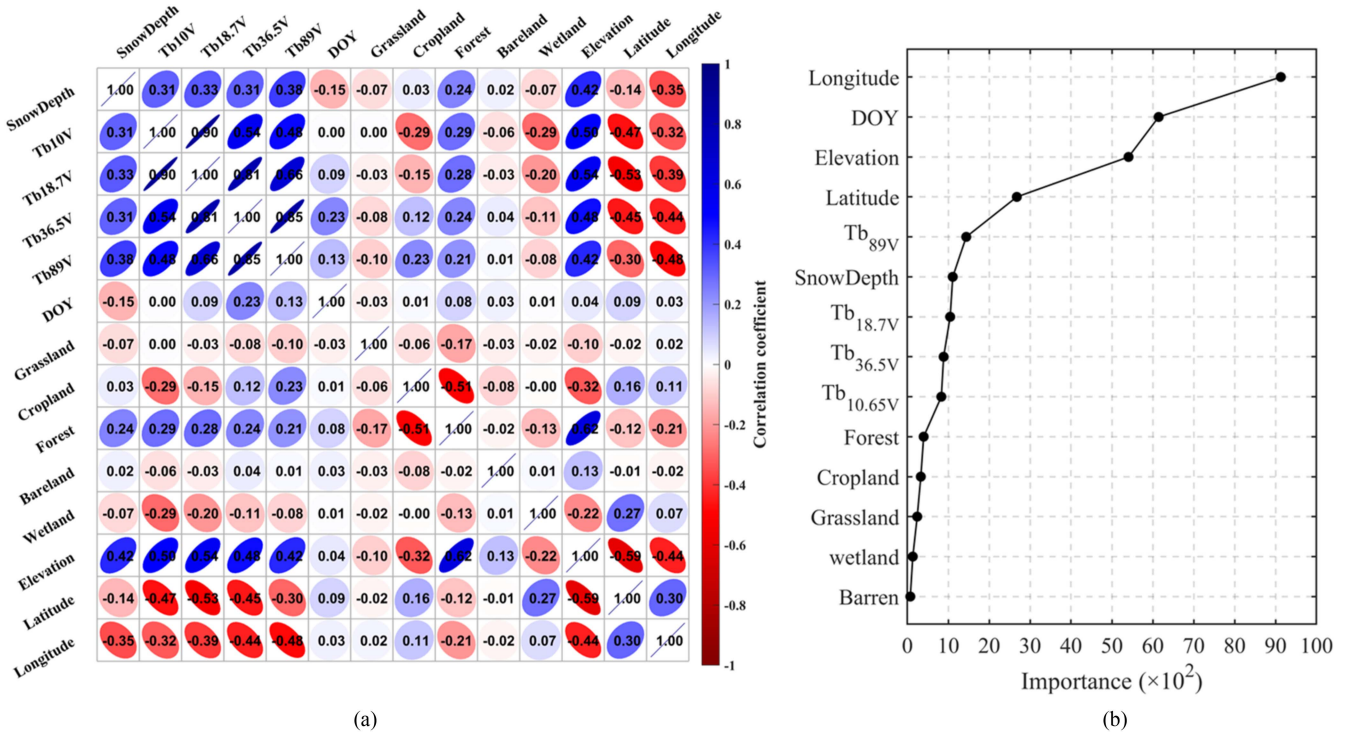 SnowDepth Tb10V Tb18.7V Tb36.5V Tb89V DOY Grassland Cropland Forest Bareland Wetland Elevation Latitude Longitude
SnowDepth 1.00 0.31 0.33 0.31 0.38 -0.15 -0.07 0.03 0.24 0.02 -0.07 0.42 -0.14 -0.35
Tb10V 0.31 1.00 0.90 0.54 0.48 0.00 0.00 -0.29 0.29 -0.06 -0.29 0.50 -0.47 -0.32
Tb18.7V 0.33 0.90 1.00 0.81 0.66 0.09 -0.03 -0.15 0.28 -0.03 -0.20 0.54 -0.53 -0.39
Tb36.5V 0.31 0.54 0.81 1.00 0.85 0.23 -0.08 0.12 0.24 0.04 -0.11 0.48 -0.45 -0.44
Tb89V 0.38 0.48 0.66 0.85 1.00 0.13 -0.10 0.23 0.21 0.01 -0.08 0.42 -0.30 -0.48
DOY -0.15 0.00 0.09 0.23 0.13 1.00 -0.03 0.01 0.08 0.03 0.01 0.04 0.09 0.03
Grassland -0.07 0.00 -0.03 -0.08 -0.10 -0.03 1.00 -0.06 -0.17 -0.03 -0.02 -0.10 -0.02 0.02
Cropland 0.03 -0.29 -0.15 0.12 0.23 0.01 -0.06 1.00 -0.51 -0.08 -0.00 -0.32 0.16 0.11
Forest 0.24 0.29 0.28 0.24 0.21 0.08 -0.17 -0.51 1.00 -0.02 -0.13 0.62 -0.12 -0.21
Bareland 0.02 -0.06 -0.03 0.04 0.01 0.03 -0.03 -0.08 -0.02 1.00 0.01 0.13 -0.01 -0.02
Wetland -0.07 -0.29 -0.20 -0.11 -0.08 0.01 -0.02 -0.00 -0.13 0.01 1.00 -0.22 0.27 0.07
Elevation 0.42 0.50 0.54 0.48 0.42 0.04 -0.10 -0.32 0.62 0.13 -0.22 1.00 -0.59 -0.44
Latitude -0.14 -0.47 -0.53 -0.45 -0.30 0.09 -0.02 0.16 -0.12 -0.01 0.27 -0.59 1.00 0.30
Longitude -0.35 -0.32 -0.39 -0.44 -0.48 0.03 0.02 0.11 -0.21 -0.02 0.07 -0.44 0.30 1.00
1
0.8
0.6
0.4
0.2
0
-0.2
-0.4
-0.6
-0.8
-1
Correlation coefficient
(a)
Longitude
DOY
Elevation
Latitude
Tb89V
SnowDepth
Tb18.7V
Tb36.5V
Tb10.65V
Forest
Cropland
Grassland
wetland
Barren
0 10 20 30 40 50 60 70 80 90 100
Importance (×10²)
(b)